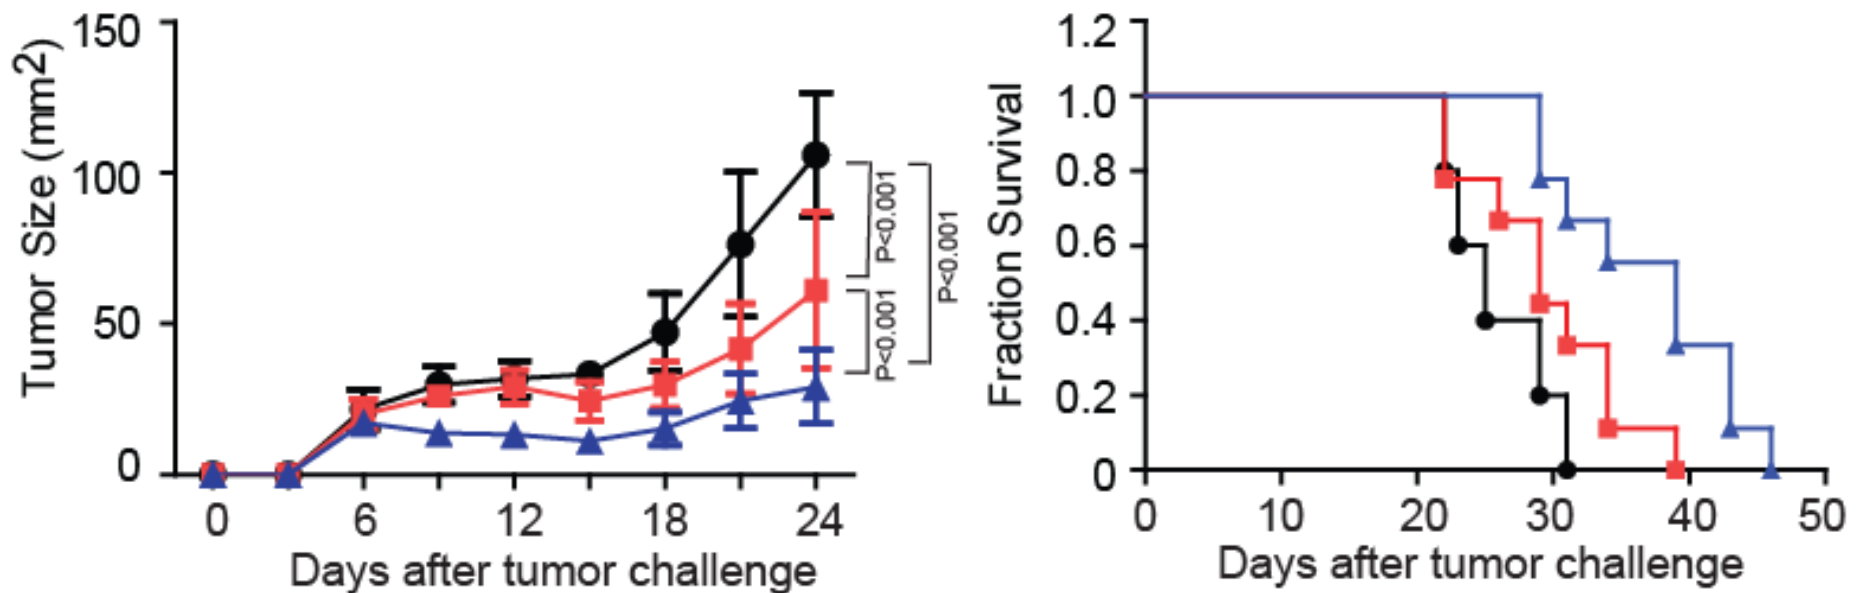 150
100
50
0
Tumor Size (mm2)
0 6 12 18 24
Days after tumor challenge
P<0.001
P<0.001
P<0.001
1.2
1.0
0.8
0.6
0.4
0.2
0
Fraction Survival
0 10 20 30 40 50
Days after tumor challenge